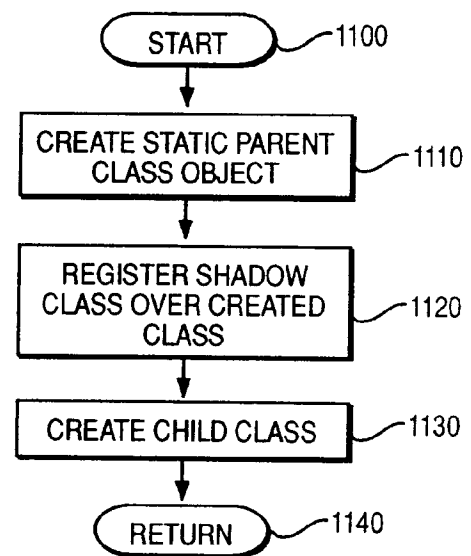 START
1100
CREATE STATIC PARENT
CLASS OBJECT
1110
REGISTER SHADOW
CLASS OVER CREATED
CLASS
1120
CREATE CHILD CLASS
1130
RETURN
1140